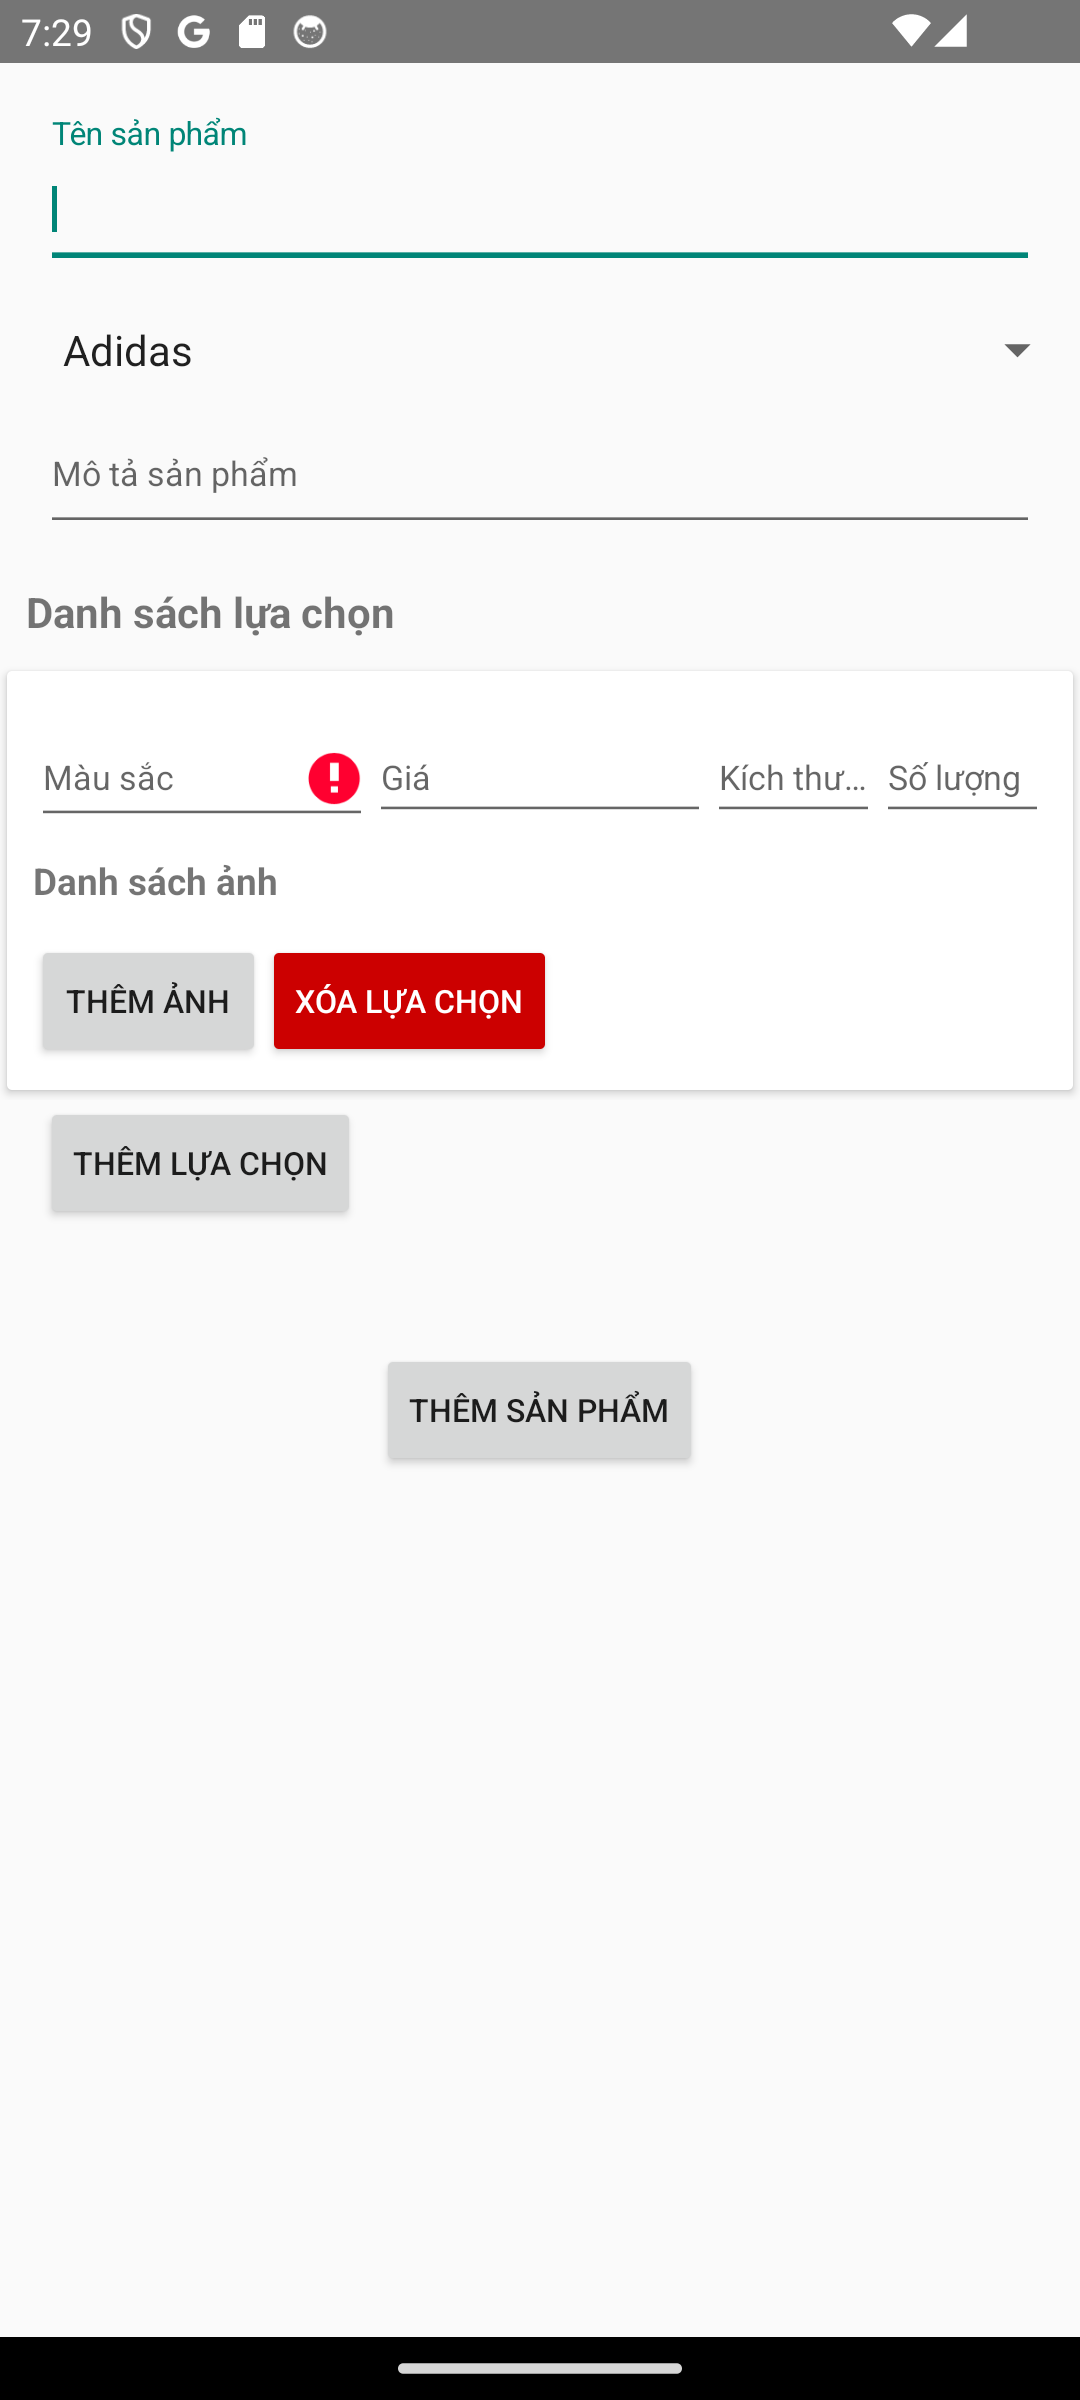 7:29
Tên sản phẩm
Adidas
Mô tả sản phẩm
Danh sách lựa chọn
Màu sắc Giá Kích thư... Số lượng
Danh sách ảnh
THÊM ẢNH XÓA LỰA CHỌN
THÊM LỰA CHỌN
THÊM SẢN PHẨM